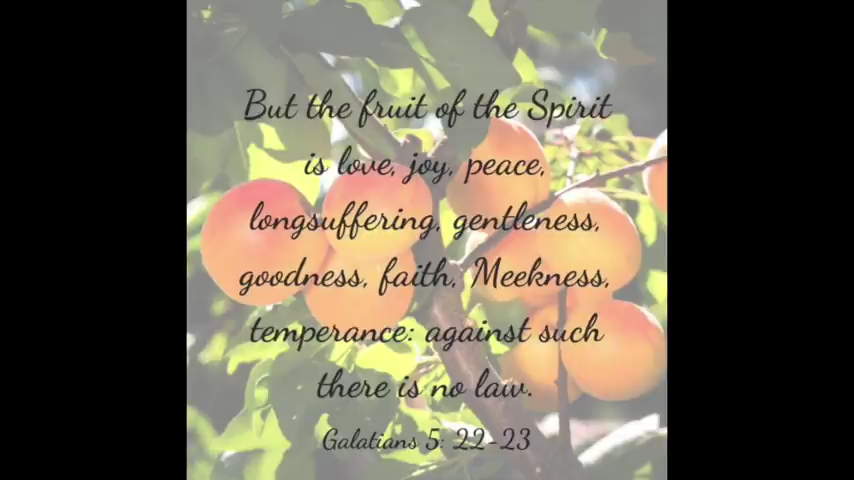 But the fruit of the Spirit
is love, joy, peace,
longsuffering, gentleness,
goodness, faith, Meekness,
temperance: against such
there is no law.
Galatians 5: 22-23